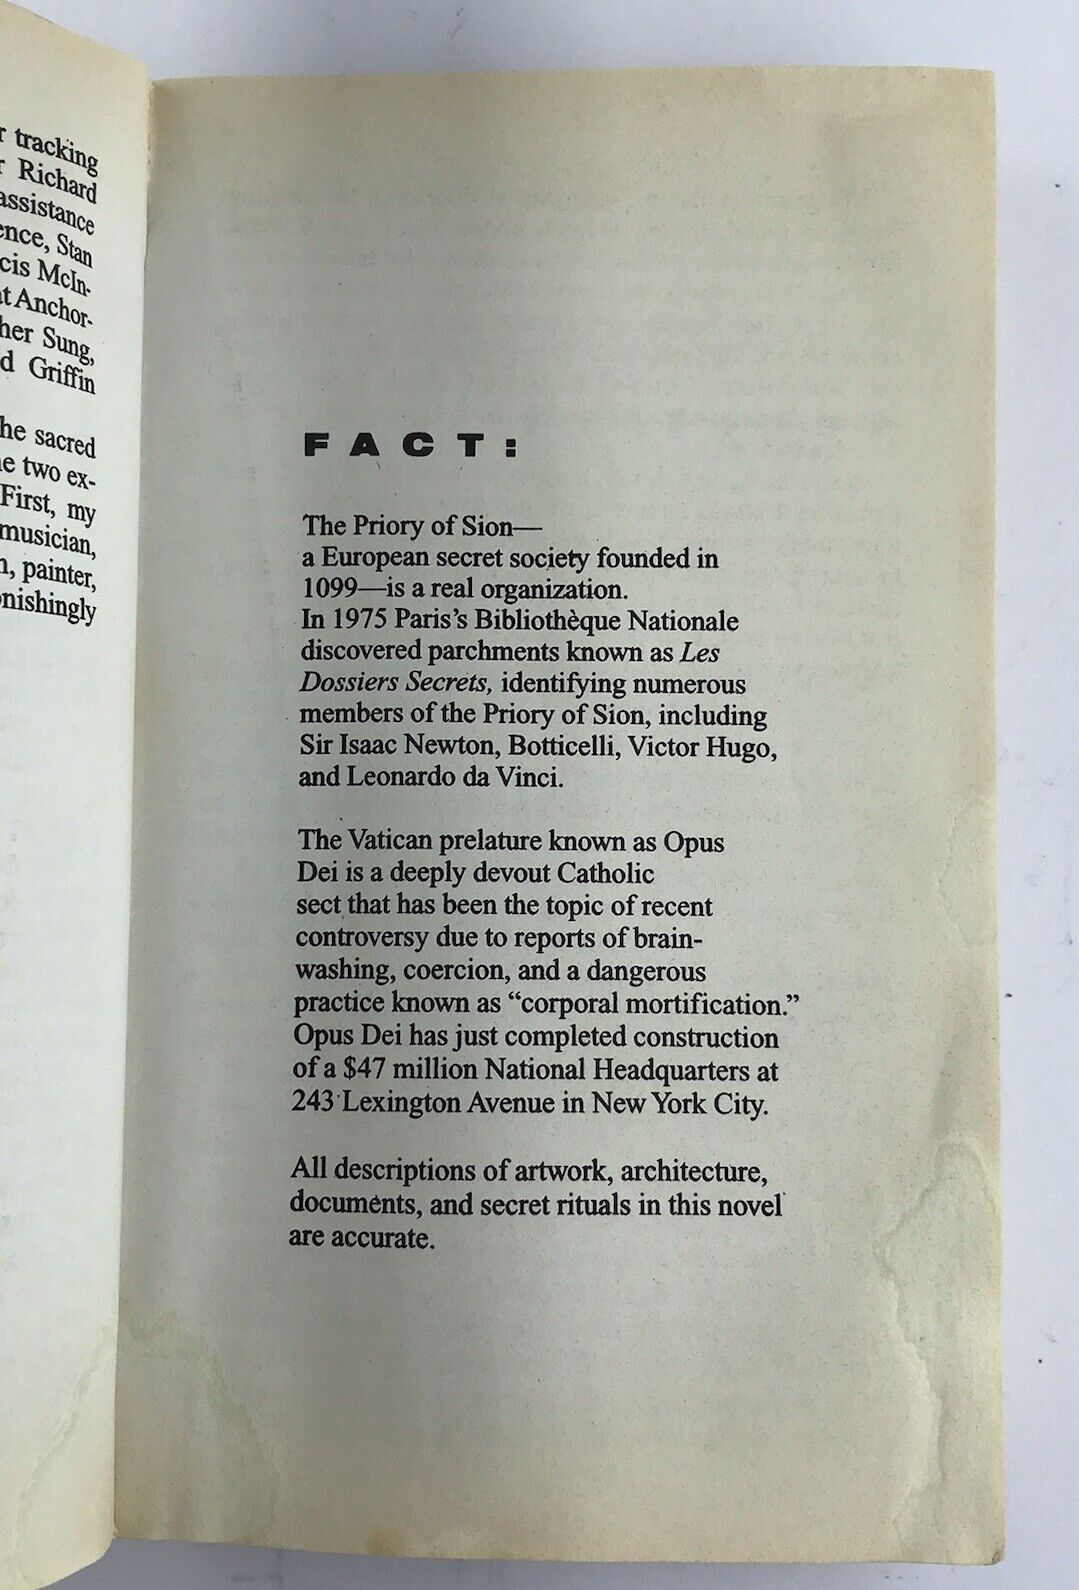 r tracking
r Richard
assistance
ence, Stan
cis McIn-
at Anchor-
her Sung,
d Griffin
he sacred
e two ex-
First, my
musician,
n, painter,
onishingly
FACT:
The Priory of Sion—
a European secret society founded in
1099—is a real organization.
In 1975 Paris's Bibliothèque Nationale
discovered parchments known as Les
Dossiers Secrets, identifying numerous
members of the Priory of Sion, including
Sir Isaac Newton, Botticelli, Victor Hugo,
and Leonardo da Vinci.
The Vatican prelature known as Opus
Dei is a deeply devout Catholic
sect that has been the topic of recent
controversy due to reports of brain-
washing, coercion, and a dangerous
practice known as “corporal mortification.”
Opus Dei has just completed construction
of a $47 million National Headquarters at
243 Lexington Avenue in New York City.
All descriptions of artwork, architecture,
documents, and secret rituals in this novel
are accurate.